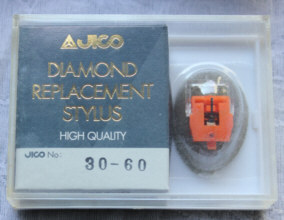 JICO
DIAMOND
REPLACEMENT
STYLUS
HIGH QUALITY
JICO No: 30-60